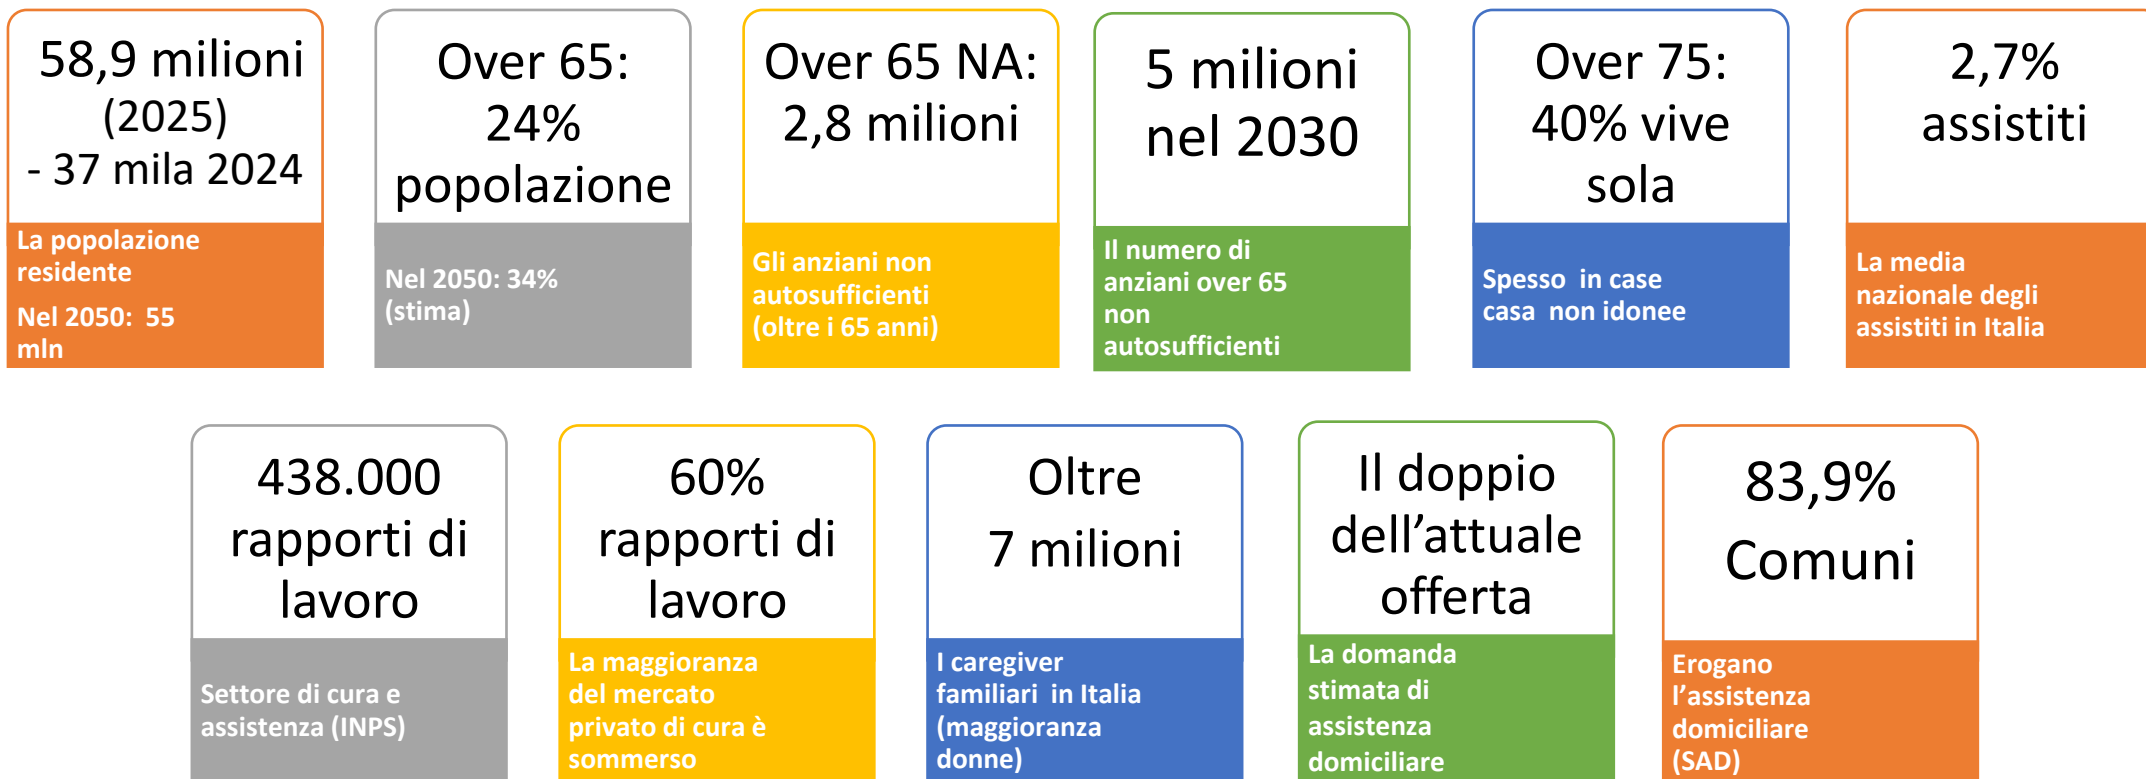 58,9 milioni
(2025)
- 37 mila 2024
La popolazione
residente
Nel 2050: 55
mln
Over 65:
24%
popolazione
Nel 2050: 34%
(stima)
Over 65 NA:
2,8 milioni
Gli anziani non
autosufficienti
(oltre i 65 anni)
5 milioni
nel 2030
Il numero di
anziani over 65
non
autosufficienti
Over 75:
40% vive
sola
Spesso in case
casa non idonee
2,7%
assistiti
La media
nazionale degli
assistiti in Italia
438.000
rapporti di
lavoro
Settore di cura e
assistenza (INPS)
60%
rapporti di
lavoro
La maggioranza
del mercato
privato di cura è
sommerso
Oltre
7 milioni
I caregiver
familiari in Italia
(maggioranza
donne)
Il doppio
dell’attuale
offerta
La domanda
stimata di
assistenza
domiciliare
83,9%
Comuni
Erogano
l’assistenza
domiciliare
(SAD)